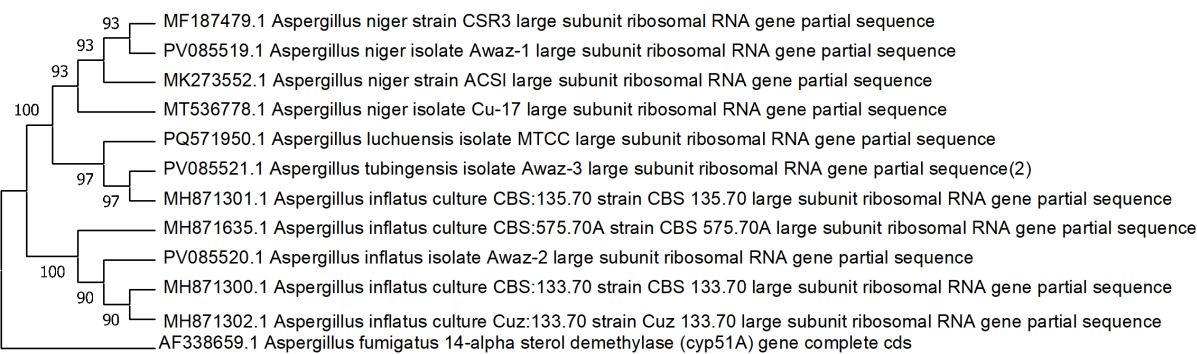 93
MF187479.1 Aspergillus niger strain CSR3 large subunit ribosomal RNA gene partial sequence
93
PV085519.1 Aspergillus niger isolate Awaz-1 large subunit ribosomal RNA gene partial sequence
93
MK273552.1 Aspergillus niger strain ACSI large subunit ribosomal RNA gene partial sequence
100
MT536778.1 Aspergillus niger isolate Cu-17 large subunit ribosomal RNA gene partial sequence
PQ571950.1 Aspergillus luchuensis isolate MTCC large subunit ribosomal RNA gene partial sequence
PV085521.1 Aspergillus tubingensis isolate Awaz-3 large subunit ribosomal RNA gene partial sequence(2)
97
97
MH871301.1 Aspergillus inflatus culture CBS:135.70 strain CBS 135.70 large subunit ribosomal RNA gene partial sequence
MH871635.1 Aspergillus inflatus culture CBS:575.70A strain CBS 575.70A large subunit ribosomal RNA gene partial sequence
PV085520.1 Aspergillus inflatus isolate Awaz-2 large subunit ribosomal RNA gene partial sequence
100
MH871300.1 Aspergillus inflatus culture CBS:133.70 strain CBS 133.70 large subunit ribosomal RNA gene partial sequence
90
90
MH871302.1 Aspergillus inflatus culture Cuz:133.70 strain Cuz 133.70 large subunit ribosomal RNA gene partial sequence
AF338659.1 Aspergillus fumigatus 14-alpha sterol demethylase (cyp51A) gene complete cds